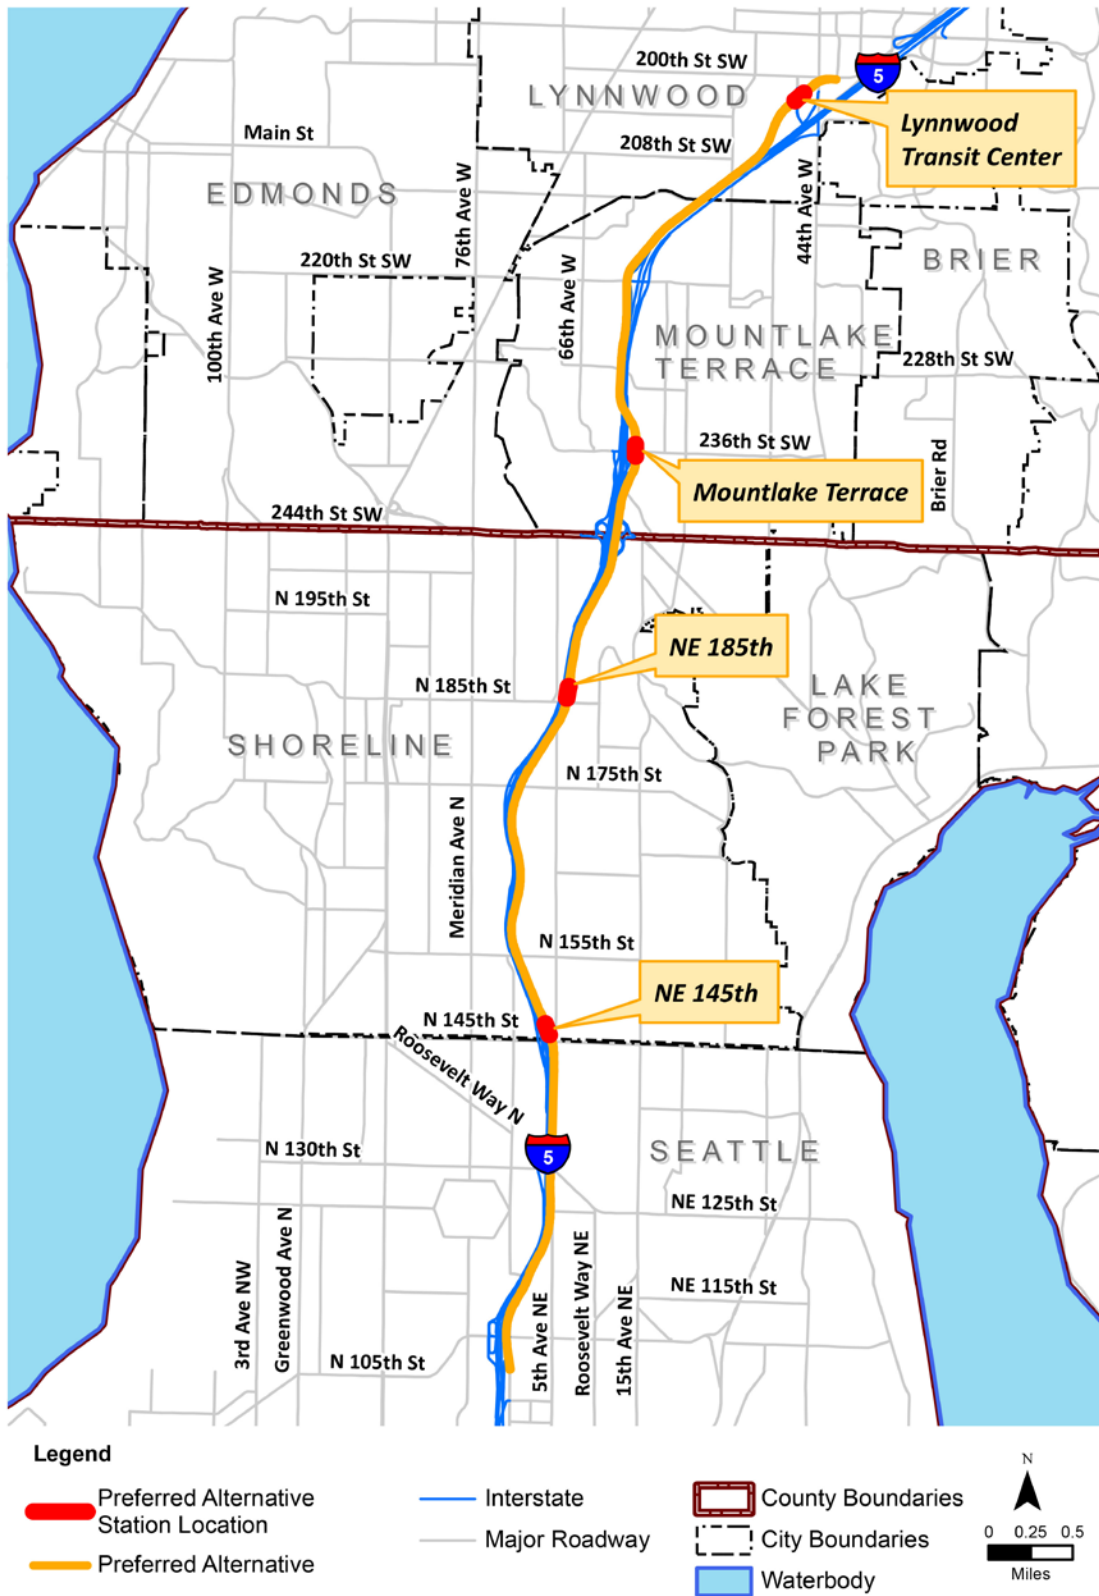 200th St SW
5
LYNNWOOD
Lynnwood
Transit Center
Main St
208th St SW
EDMONDS
76th Ave W
44th Ave W
220th St SW
BRIER
100th Ave W
66th Ave W
MOUNTLAKE
TERRACE
228th St SW
236th St SW
Brier Rd
Mountlake Terrace
244th St SW
N 195th St
NE 185th
N 185th St
LAKE
FOREST
PARK
SHORELINE
N 175th St
Meridian Ave N
N 155th St
NE 145th
N 145th St
Roosevelt Way N
5
SEATTLE
N 130th St
NE 125th St
3rd Ave NW
Greenwood Ave N
5th Ave NE
Roosevelt Way NE
15th Ave NE
NE 115th St
N 105th St
Legend
Preferred Alternative
Station Location
Preferred Alternative
Interstate
Major Roadway
County Boundaries
City Boundaries
Waterbody
N
0 0.25 0.5
Miles